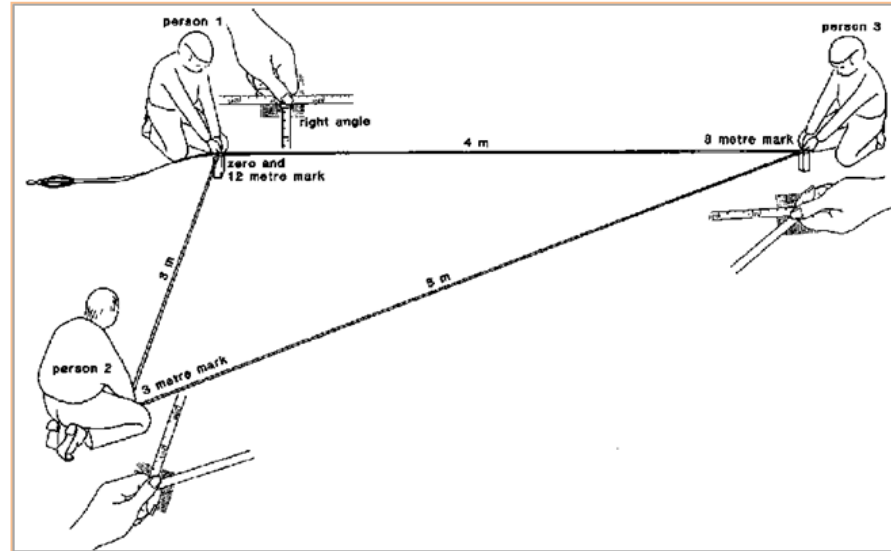 person 1
person 3
right angle
4 m
8 metre mark
zero and
12 metre mark
3 m
5 m
person 2
3 metre mark